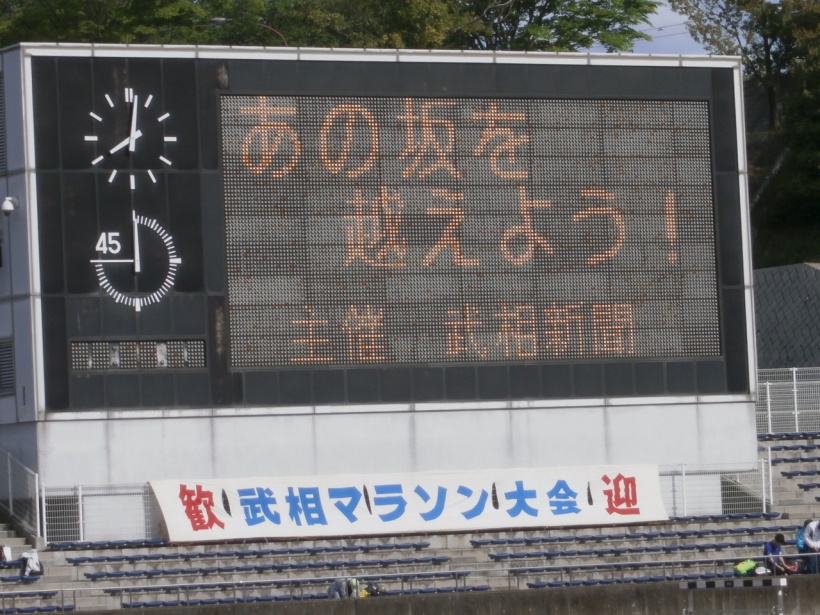 あの坂を
越えよう！
主催 武相新聞
45
歓 武相マラソン大会 迎